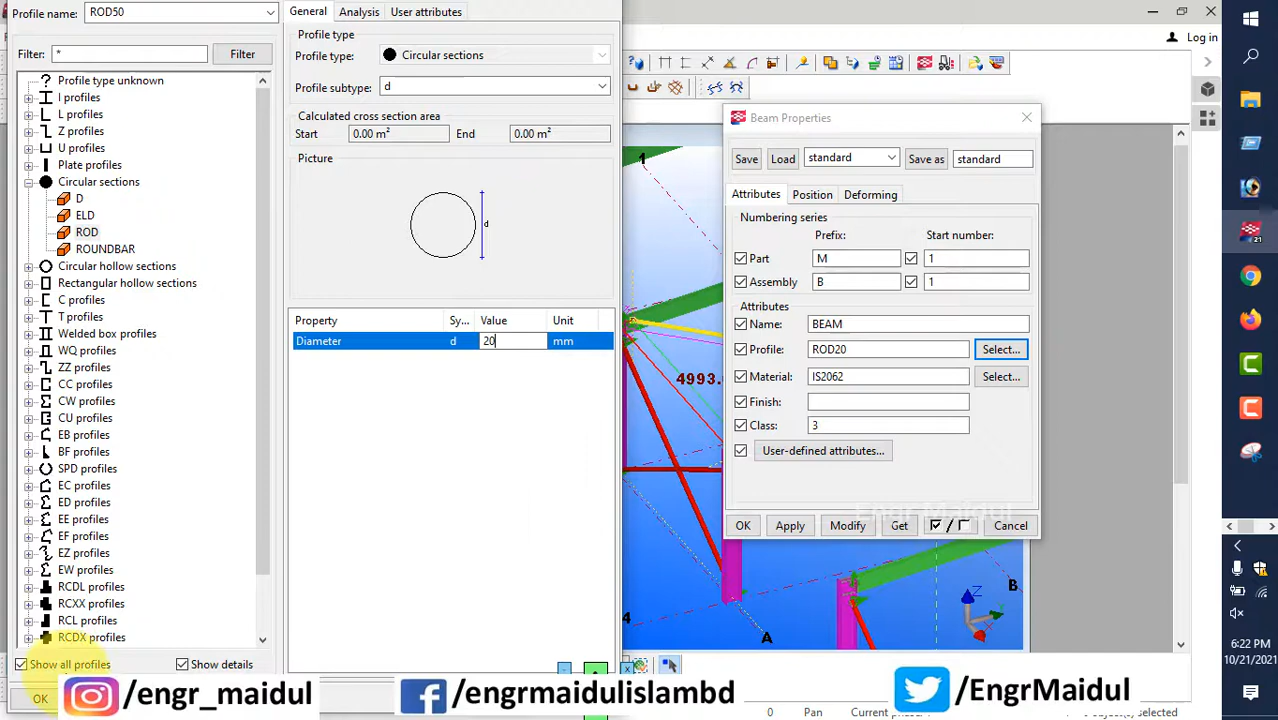 Profile name: ROD50
Filter: * Filter
? Profile type unknown
I profiles
L profiles
Z profiles
U profiles
Plate profiles
Circular sections
D
ELD
ROD
ROUNDBAR
Circular hollow sections
Rectangular hollow sections
C profiles
T profiles
Welded box profiles
WQ profiles
ZZ profiles
CC profiles
CW profiles
CU profiles
EB profiles
BF profiles
SPD profiles
EC profiles
ED profiles
EE profiles
EF profiles
EZ profiles
EW profiles
RCDL profiles
RCXX profiles
RCL profiles
RCDX profiles
Show all profiles Show details
OK
General Analysis User attributes
Profile type
Profile type: Circular sections
Profile subtype: d
Calculated cross section area
Start 0.00 m² End 0.00 m²
Picture
d
Property Sy... Value Unit
Diameter d 20 mm
Log in
1
4993.
4
A
B
Z
Beam Properties
Save Load standard Save as standard
Attributes Position Deforming
Numbering series
Prefix: Start number:
Part M 1
Assembly B 1
Attributes
Name: BEAM
Profile: ROD20 Select...
Material: IS2062 Select...
Finish:
Class: 3
User-defined attributes...
Engr Maidul
OK Apply Modify Get / Cancel
21
6:22 PM
10/21/2021
/engr_maidul /engrmaidulislambd /EngrMaidul
0 Pan